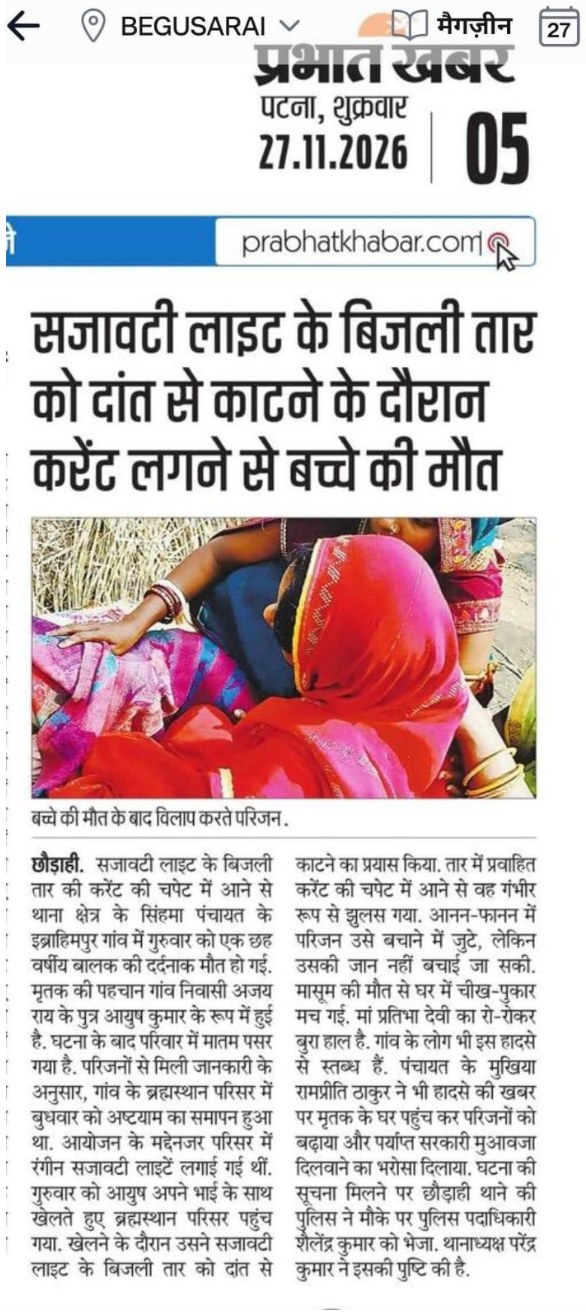 BEGUSARAI
मैगज़ीन
27
प्रभात खबर
पटना, शुक्रवार
27.11.2026
05
prabhatkhabar.com
सजावटी लाइट के बिजली तार
को दांत से काटने के दौरान
करेंट लगने से बच्चे की मौत
बच्चे की मौत के बाद विलाप करते परिजन.
छौड़ाही. सजावटी लाइट के बिजली
तार की करेंट की चपेट में आने से
थाना क्षेत्र के सिंहमा पंचायत के
इब्राहिमपुर गांव में गुरुवार को एक छह
वर्षीय बालक की दर्दनाक मौत हो गई.
मृतक की पहचान गांव निवासी अजय
राय के पुत्र आयुष कुमार के रूप में हुई
है. घटना के बाद परिवार में मातम पसर
गया है. परिजनों से मिली जानकारी के
अनुसार, गांव के ब्रह्मस्थान परिसर में
बुधवार को अष्टयाम का समापन हुआ
था. आयोजन के मद्देनजर परिसर में
रंगीन सजावटी लाइटें लगाई गई थीं.
गुरुवार को आयुष अपने भाई के साथ
खेलते हुए ब्रह्मस्थान परिसर पहुंच
गया. खेलने के दौरान उसने सजावटी
लाइट के बिजली तार को दांत से
काटने का प्रयास किया. तार में प्रवाहित
करेंट की चपेट में आने से वह गंभीर
रूप से झुलस गया. आनन-फानन में
परिजन उसे बचाने में जुटे, लेकिन
उसकी जान नहीं बचाई जा सकी.
मासूम की मौत से घर में चीख-पुकार
मच गई. मां प्रतिभा देवी का रो-रोकर
बुरा हाल है. गांव के लोग भी इस हादसे
से स्तब्ध हैं. पंचायत के मुखिया
रामप्रीति ठाकुर ने भी हादसे की खबर
पर मृतक के घर पहुंच कर परिजनों को
बढ़ाया और पर्याप्त सरकारी मुआवजा
दिलवाने का भरोसा दिलाया. घटना की
सूचना मिलने पर छौड़ाही थाने की
पुलिस ने मौके पर पुलिस पदाधिकारी
शैलेंद्र कुमार को भेजा. थानाध्यक्ष परेंद्र
कुमार ने इसकी पुष्टि की है.